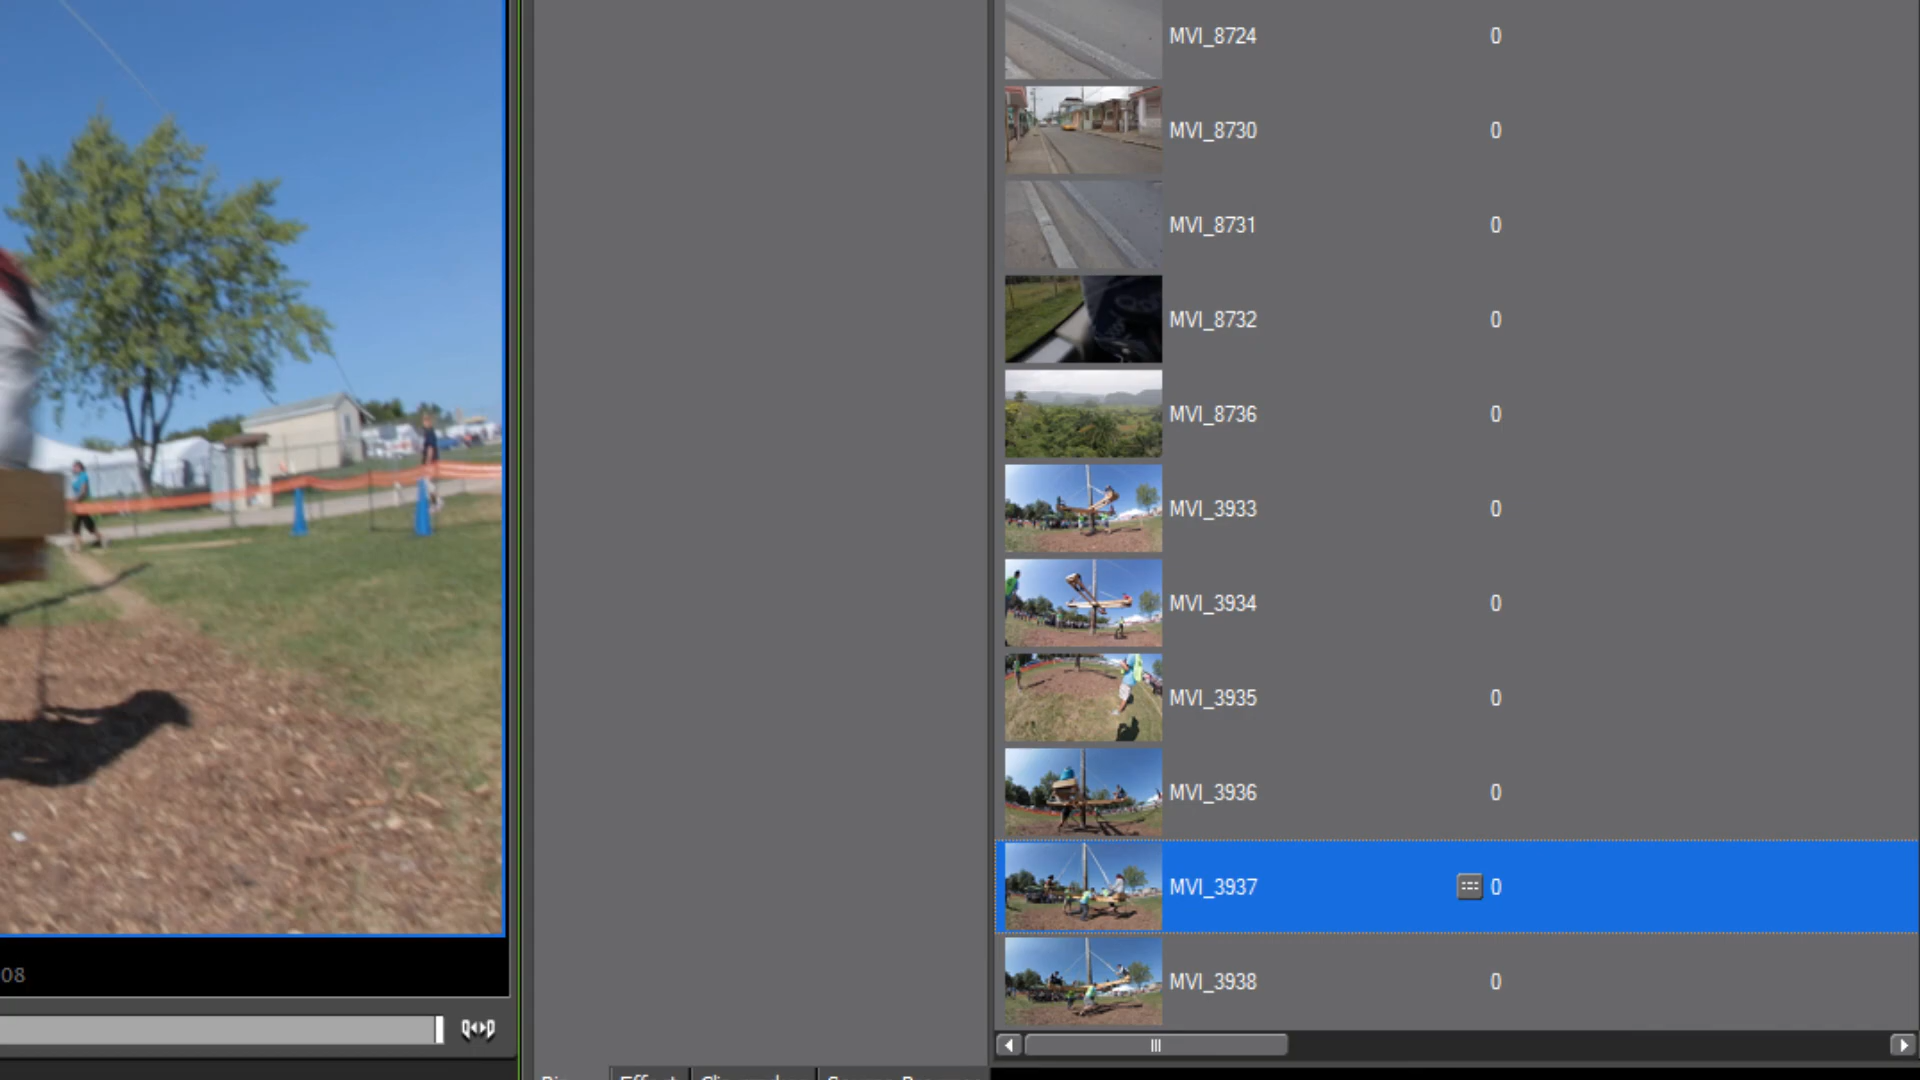 MVI_8724 0
MVI_8730 0
MVI_8731 0
MVI_8732 0
MVI_8736 0
MVI_3933 0
MVI_3934 0
MVI_3935 0
MVI_3936 0
MVI_3937 0
MVI_3938 0
08